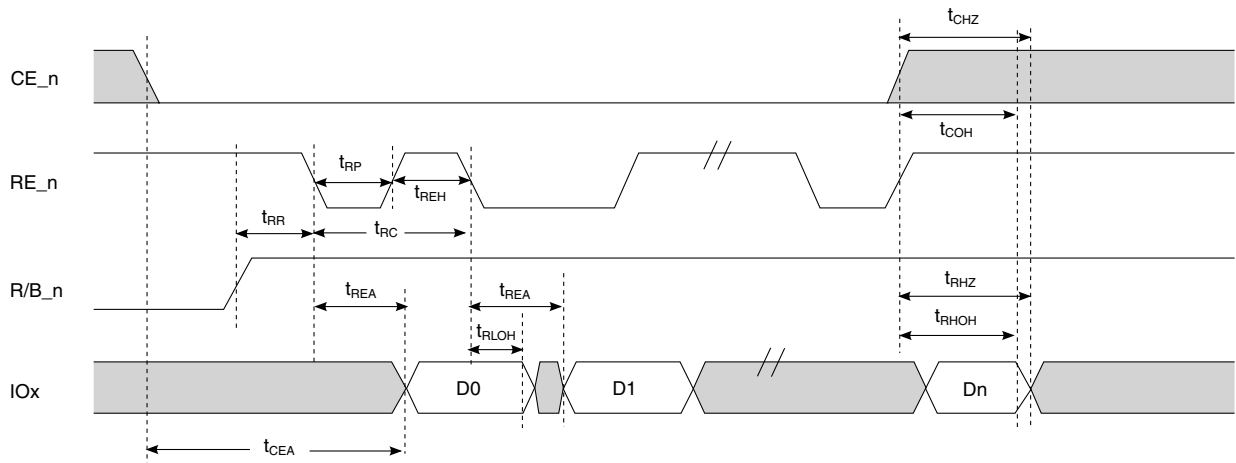 tCHZ
CE_n
tCOH
RE_n
tRP
tREH
tRR
tRC
R/B_n
tREA
tREA
tRHZ
tRLOH
tRHOH
IOx
D0
D1
Dn
tCEA